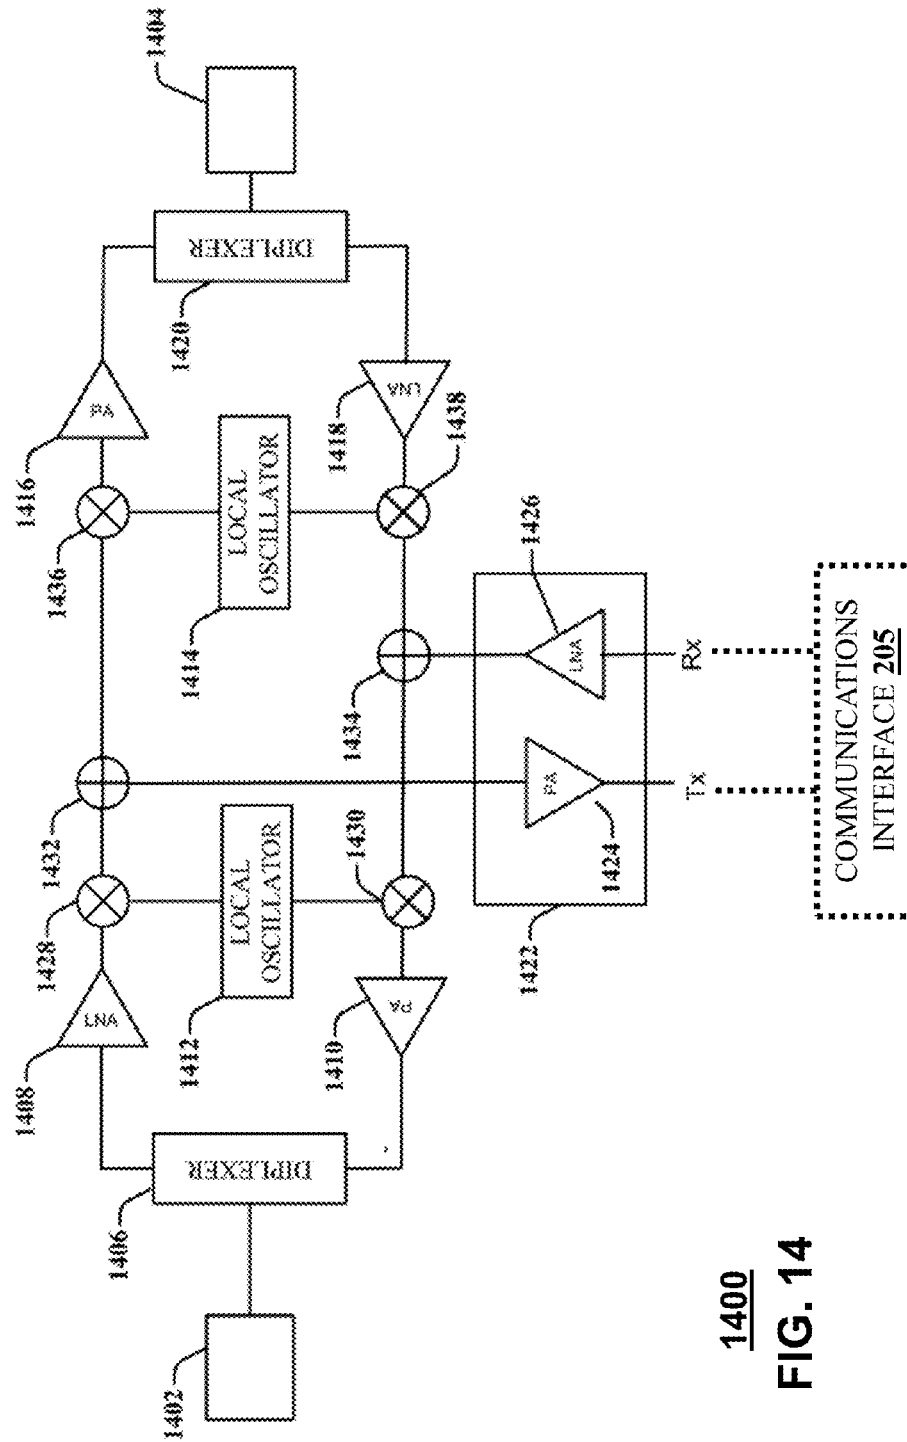 1404
DIPLEXER
1420
PA
1416
LNA
1418
1438
1436
LOCAL
OSCILLATOR
1414
1426
LNA
Rx
1434
1432
PA
1424
Tx
1430
1428
LOCAL
OSCILLATOR
1412
1422
LNA
1408
PA
1410
DIPLEXER
1406
1402
COMMUNICATIONS
INTERFACE 205
1400
FIG. 14